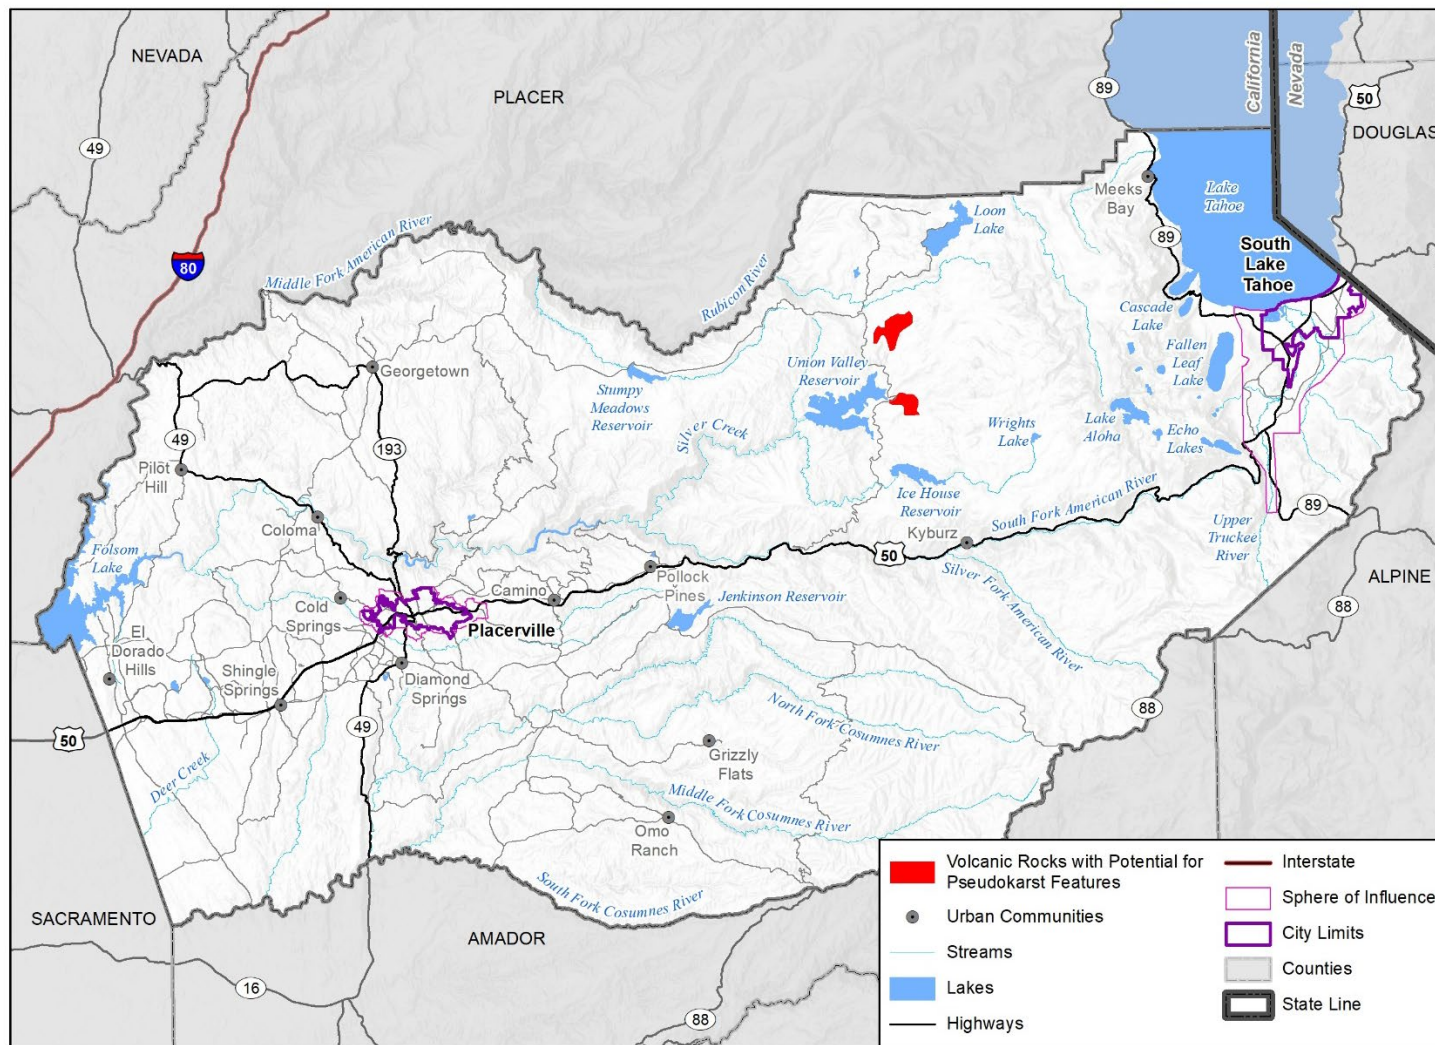 NEVADA
PLACER
California
Nevada
89
50
DOUGLAS
49
80
Middle Fork American River
Rubicon River
Loon
Lake
Meeks
Bay
Lake
Tahoe
89
South
Lake
Tahoe
Cascade
Lake
Fallen
Leaf
Lake
Georgetown
Stumpy
Meadows
Reservoir
Union Valley
Reservoir
Silver Creek
Wrights
Lake
Lake
Aloha
Echo
Lakes
49
193
Pilot
Hill
Coloma
Ice House
Reservoir
Kyburz
South Fork American River
89
Upper
Truckee
River
50
Folsom
Lake
Cold
Springs
Camino
Pollock
Pines
Jenkinson Reservoir
Silver Fork American River
ALPINE
88
Placerville
El
Dorado
Hills
Shingle
Springs
Diamond
Springs
50
49
88
North Fork Cosumnes River
Grizzly
Flats
Deer Creek
Middle Fork Cosumnes River
Omo
Ranch
South Fork Cosumnes River
SACRAMENTO
AMADOR
16
88
Volcanic Rocks with Potential for
Pseudokarst Features
Urban Communities
Streams
Lakes
Highways
Interstate
Sphere of Influence
City Limits
Counties
State Line